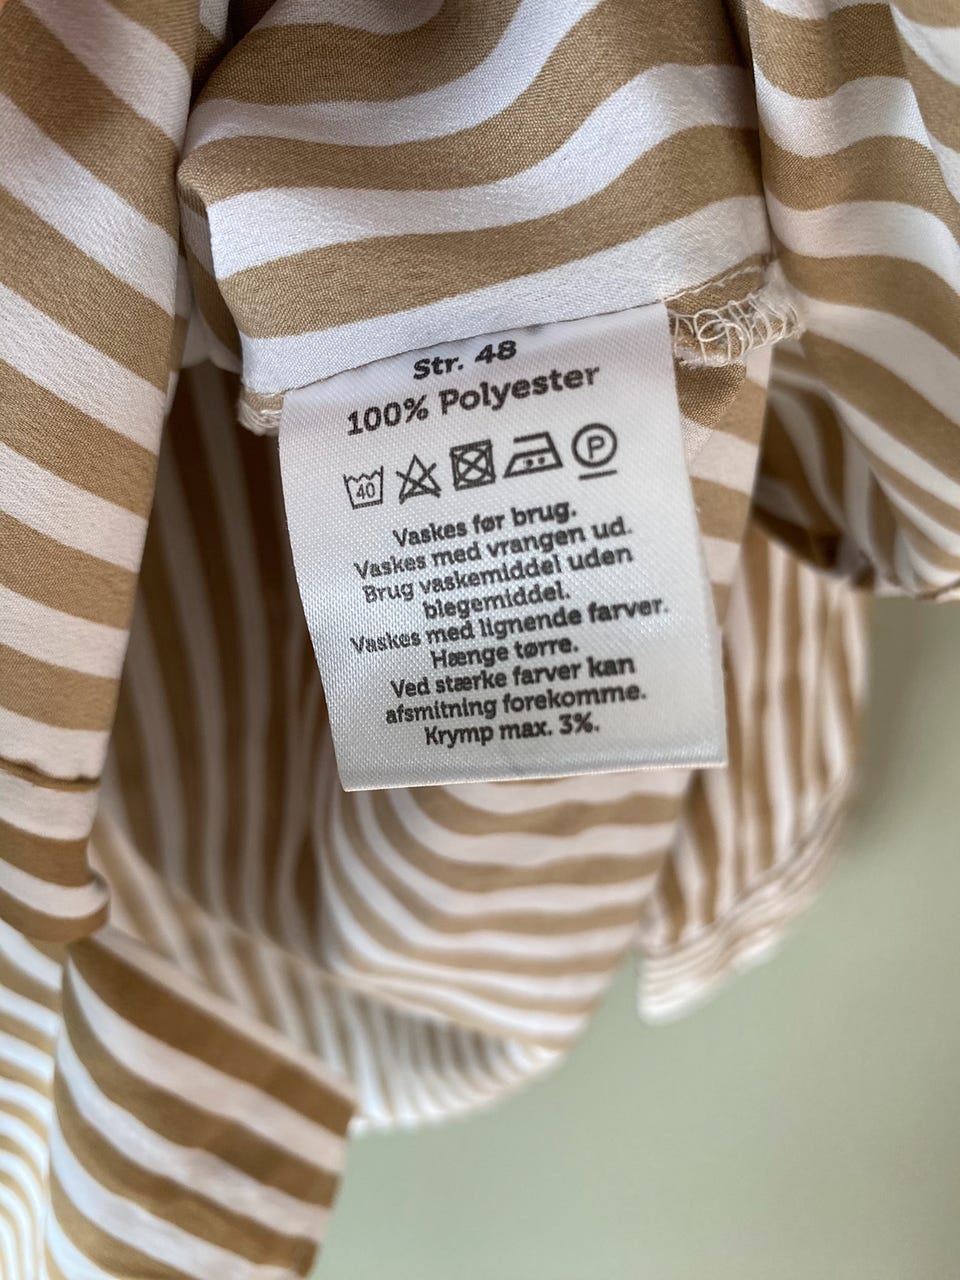 Str. 48
100% Polyester
40 P
Vaskes før brug.
Vaskes med vrangen ud.
Brug vaskemiddel uden
blegemiddel.
Vaskes med lignende farver.
Hænge tørre.
Ved stærke farver kan
afsmitning forekomme.
Krymp max. 3%.